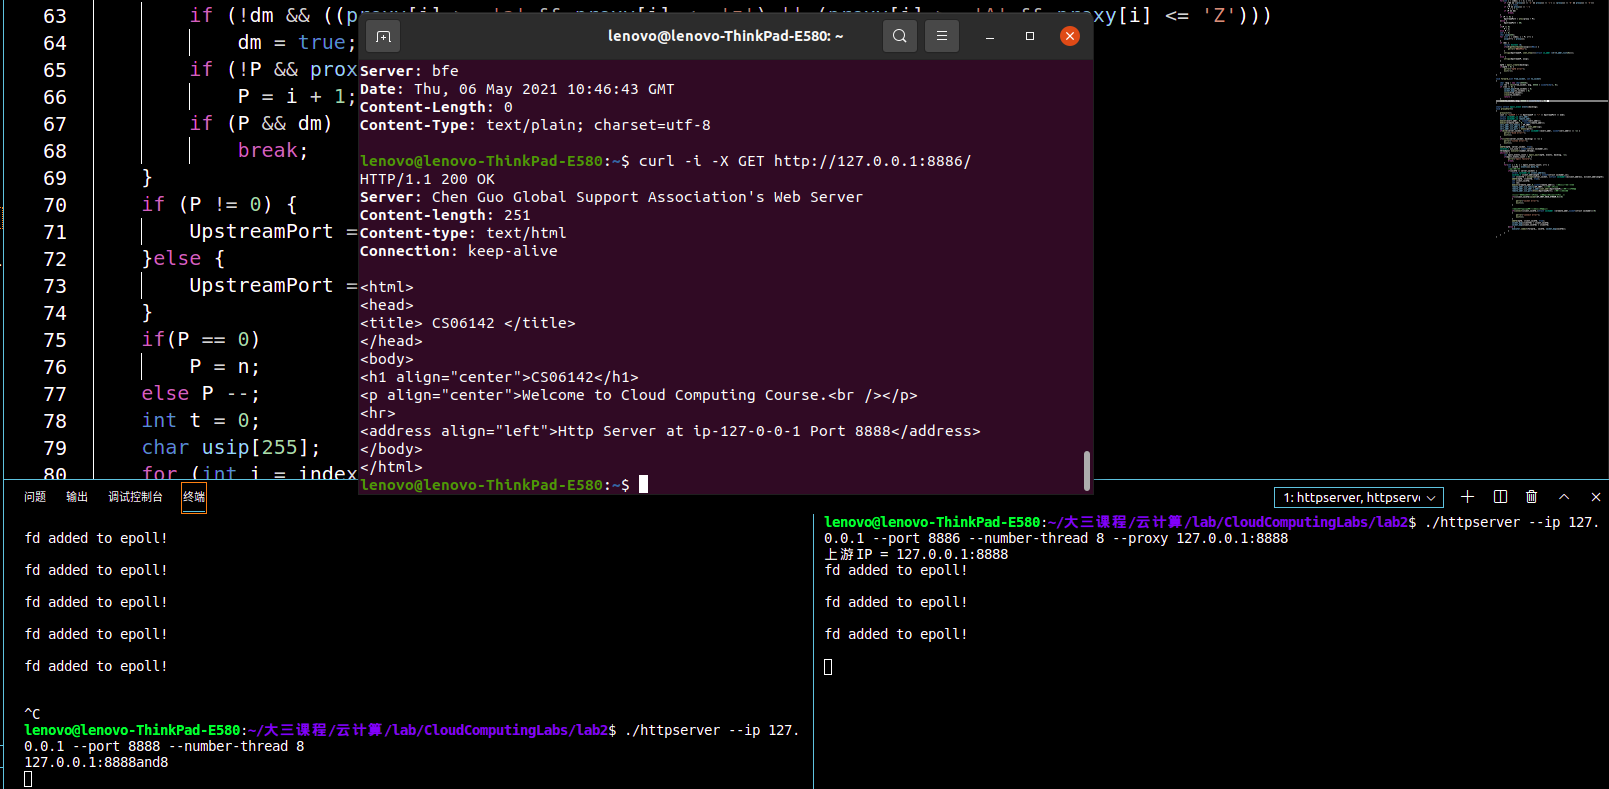 63 if (!dm && ((proxy[i] >= 'a' && proxy[i] <= 'z') || (proxy[i] >= 'A' && proxy[i] <= 'Z')))
64 dm = true;
65 if (!P && prox
66 P = i + 1;
67 if (P && dm)
68 break;
69 }
70 if (P != 0) {
71 UpstreamPort =
72 }else {
73 UpstreamPort =
74 }
75 if(P == 0)
76 P = n;
77 else P --;
78 int t = 0;
79 char usip[255];
80 for (int i = index
lenovo@lenovo-ThinkPad-E580: ~
Server: bfe
Date: Thu, 06 May 2021 10:46:43 GMT
Content-Length: 0
Content-Type: text/plain; charset=utf-8
lenovo@lenovo-ThinkPad-E580:~$ curl -i -X GET http://127.0.0.1:8886/
HTTP/1.1 200 OK
Server: Chen Guo Global Support Association's Web Server
Content-length: 251
Content-type: text/html
Connection: keep-alive
<html>
<head>
<title> CS06142 </title>
</head>
<body>
<h1 align="center">CS06142</h1>
<p align="center">Welcome to Cloud Computing Course.<br /></p>
<hr>
<address align="left">Http Server at ip-127-0-0-1 Port 8888</address>
</body>
</html>
lenovo@lenovo-ThinkPad-E580:~$
问题 输出 调试控制台 终端
1: httpserver, httpserv
fd added to epoll!
fd added to epoll!
fd added to epoll!
fd added to epoll!
fd added to epoll!
^C
lenovo@lenovo-ThinkPad-E580:~/大三课程/云计算/lab/CloudComputingLabs/lab2$ ./httpserver --ip 127.
0.0.1 --port 8888 --number-thread 8
127.0.0.1:8888and8
lenovo@lenovo-ThinkPad-E580:~/大三课程/云计算/lab/CloudComputingLabs/lab2$ ./httpserver --ip 127.
0.0.1 --port 8886 --number-thread 8 --proxy 127.0.0.1:8888
上游IP = 127.0.0.1:8888
fd added to epoll!
fd added to epoll!
fd added to epoll!